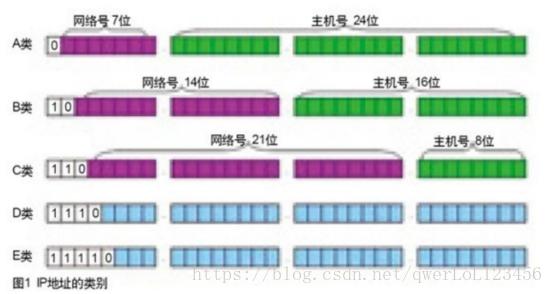 网络号 7位 主机号 24位
A类 0
网络号 14位 主机号 16位
B类 1 0
网络号 21位 主机号 8位
C类 1 1 0
D类 1 1 1 0
E类 1 1 1 1 0
图1 IP地址的类别
https://blog.csdn.net/qwerLoL123456